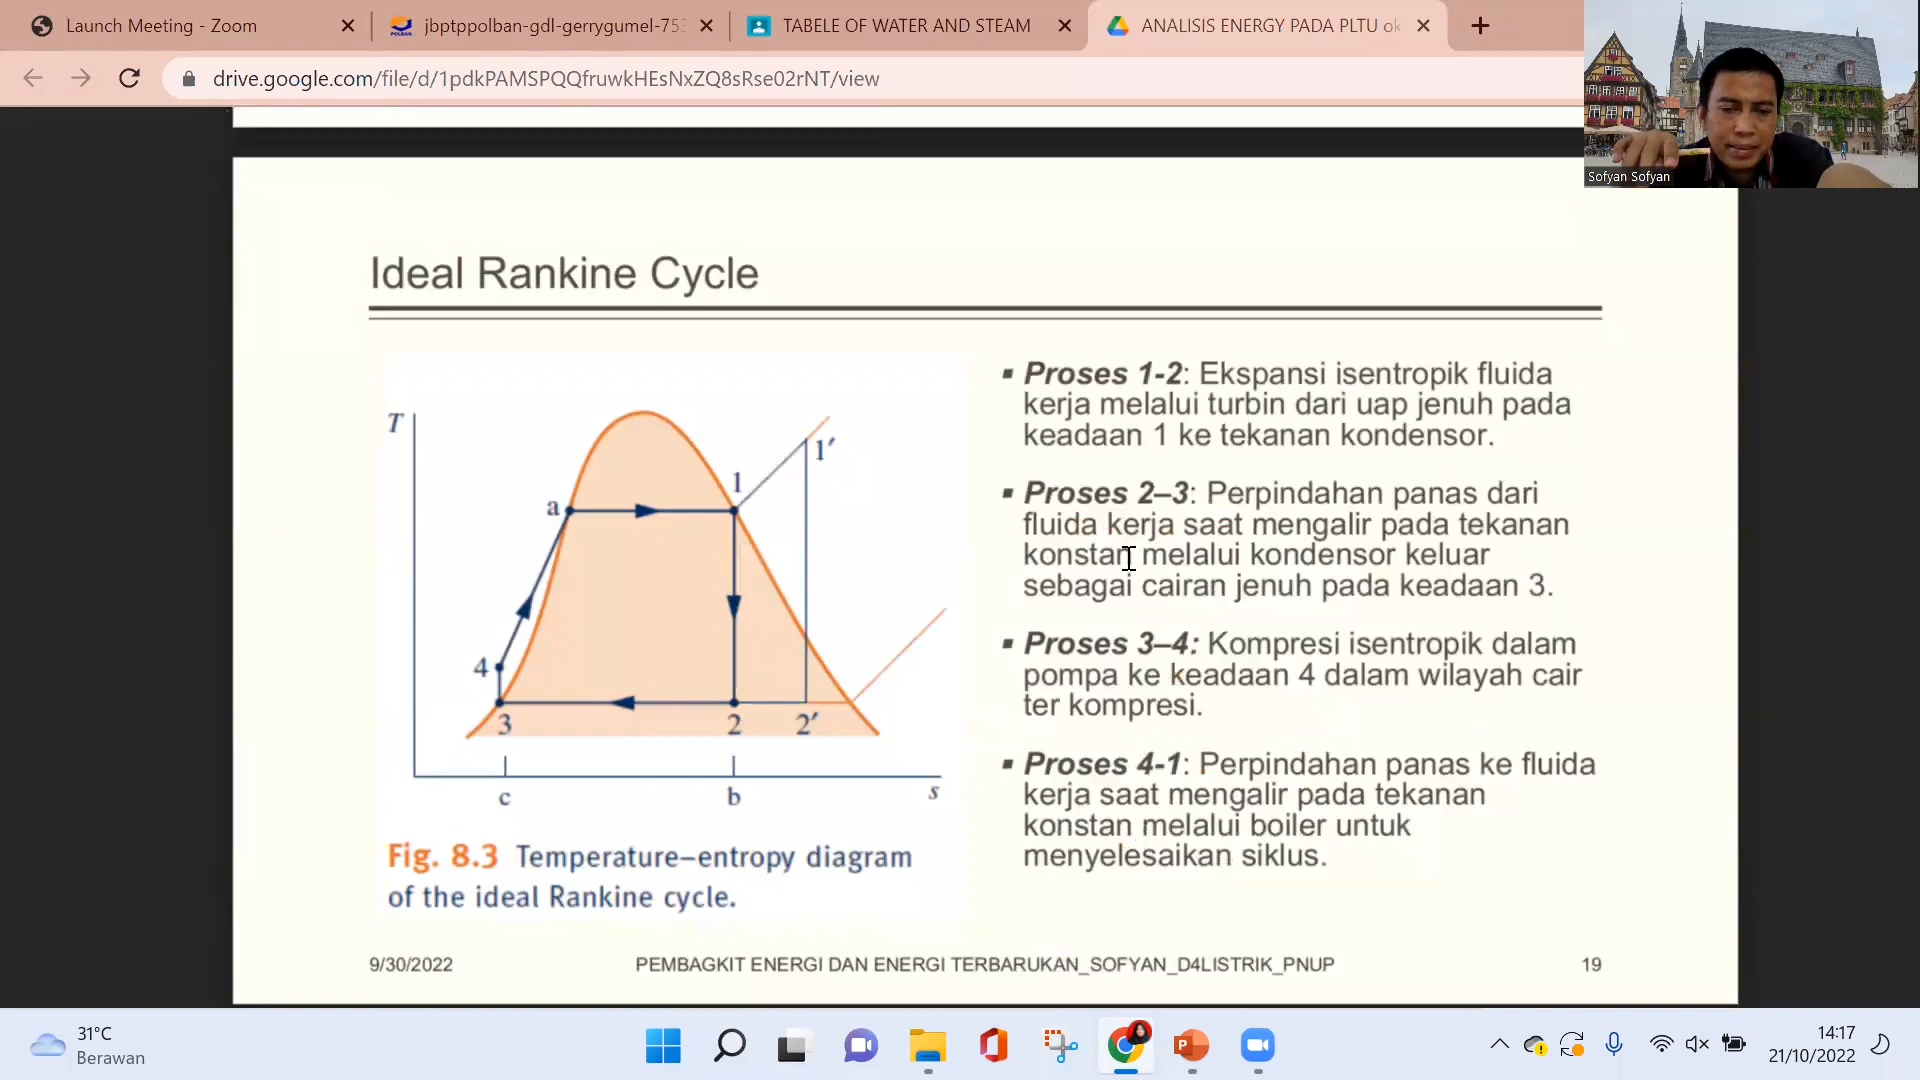 Launch Meeting - Zoom
jbptppolban-gdl-gerrygumel-753
TABELE OF WATER AND STEAM
ANALISIS ENERGY PADA PLTU ok
drive.google.com/file/d/1pdkPAMSPQQfruwkHEsNxZQ8sRse02rNT/view
Sofyan Sofyan
Ideal Rankine Cycle
T
1′
1
a
4
3
2
2′
c
b
s
Fig. 8.3 Temperature–entropy diagram
of the ideal Rankine cycle.
▪ Proses 1-2: Ekspansi isentropik fluida
kerja melalui turbin dari uap jenuh pada
keadaan 1 ke tekanan kondensor.
▪ Proses 2–3: Perpindahan panas dari
fluida kerja saat mengalir pada tekanan
konstan melalui kondensor keluar
sebagai cairan jenuh pada keadaan 3.
▪ Proses 3–4: Kompresi isentropik dalam
pompa ke keadaan 4 dalam wilayah cair
ter kompresi.
▪ Proses 4-1: Perpindahan panas ke fluida
kerja saat mengalir pada tekanan
konstan melalui boiler untuk
menyelesaikan siklus.
9/30/2022
PEMBAGKIT ENERGI DAN ENERGI TERBARUKAN_SOFYAN_D4LISTRIK_PNUP
19
31°C
Berawan
14:17
21/10/2022